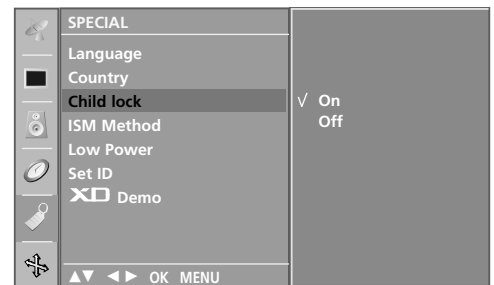 SPECIAL
Language
Country
Child lock
ISM Method
Low Power
Set ID
XD Demo
√ On
Off
▲▼ ◄► OK MENU